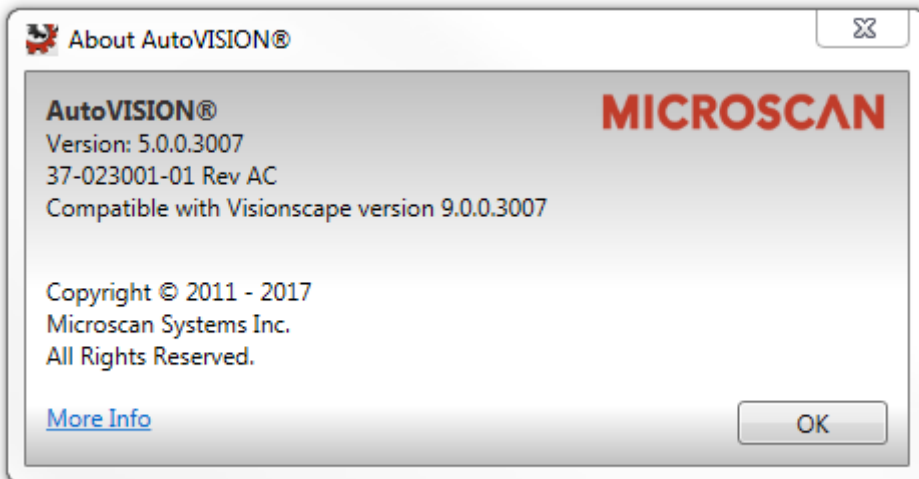 About AutoVISION®
AutoVISION®
MICROSCAN
Version: 5.0.0.3007
37-023001-01 Rev AC
Compatible with Visionscape version 9.0.0.3007
Copyright © 2011 - 2017
Microscan Systems Inc.
All Rights Reserved.
More Info
OK